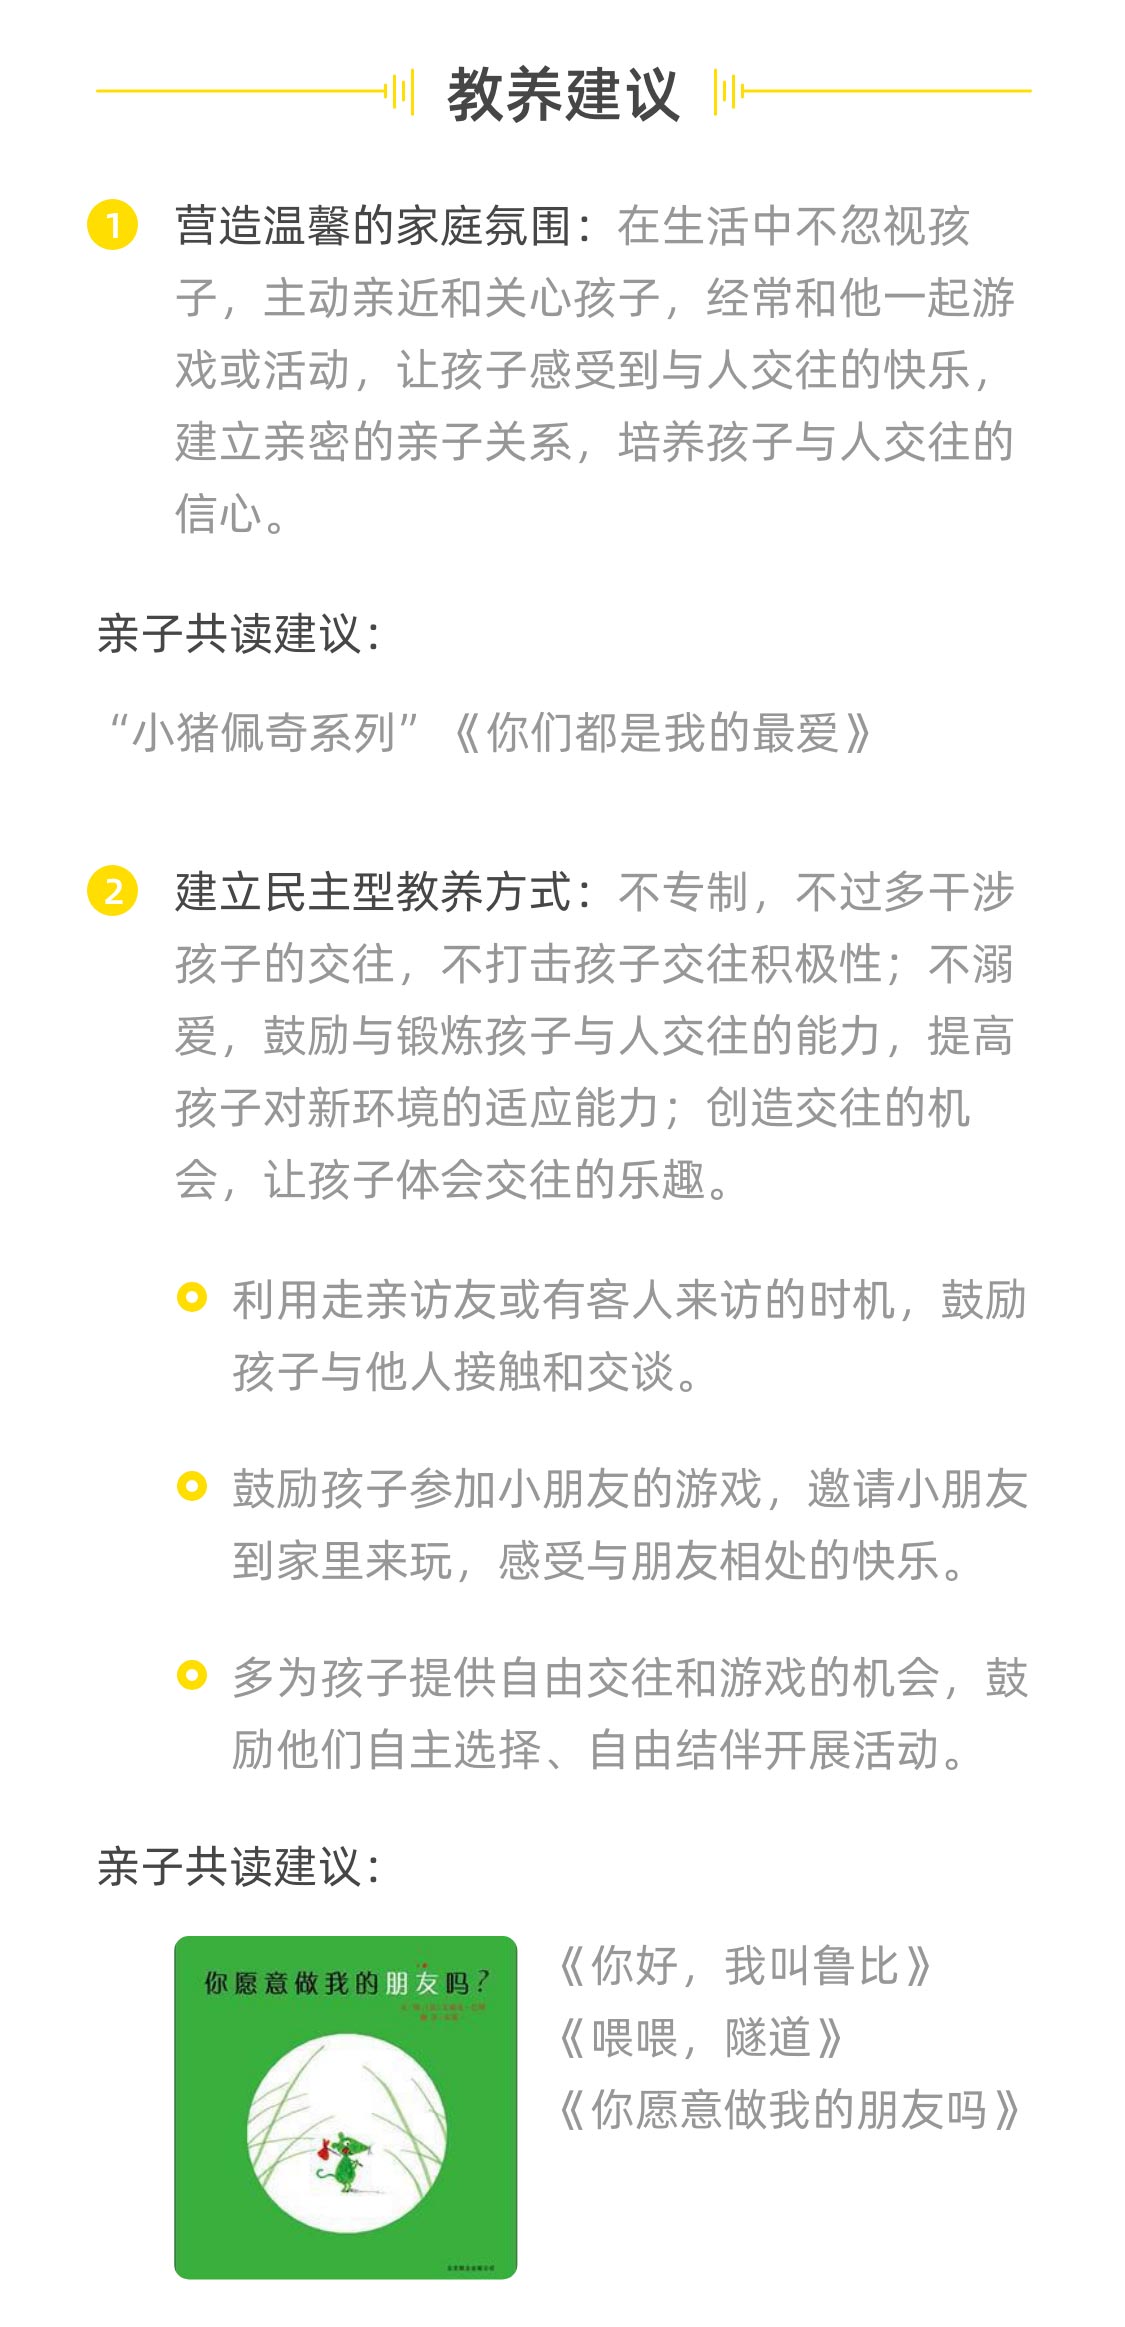 教养建议
1 营造温馨的家庭氛围：在生活中不忽视孩
子，主动亲近和关心孩子，经常和他一起游
戏或活动，让孩子感受到与人交往的快乐，
建立亲密的亲子关系，培养孩子与人交往的
信心。
亲子共读建议：
“小猪佩奇系列”《你们都是我的最爱》
2 建立民主型教养方式：不专制，不过多干涉
孩子的交往，不打击孩子交往积极性；不溺
爱，鼓励与锻炼孩子与人交往的能力，提高
孩子对新环境的适应能力；创造交往的机
会，让孩子体会交往的乐趣。
利用走亲访友或有客人来访的时机，鼓励
孩子与他人接触和交谈。
鼓励孩子参加小朋友的游戏，邀请小朋友
到家里来玩，感受与朋友相处的快乐。
多为孩子提供自由交往和游戏的机会，鼓
励他们自主选择、自由结伴开展活动。
亲子共读建议：
你愿意做我的朋友吗？
《你好，我叫鲁比》
《喂喂，隧道》
《你愿意做我的朋友吗》